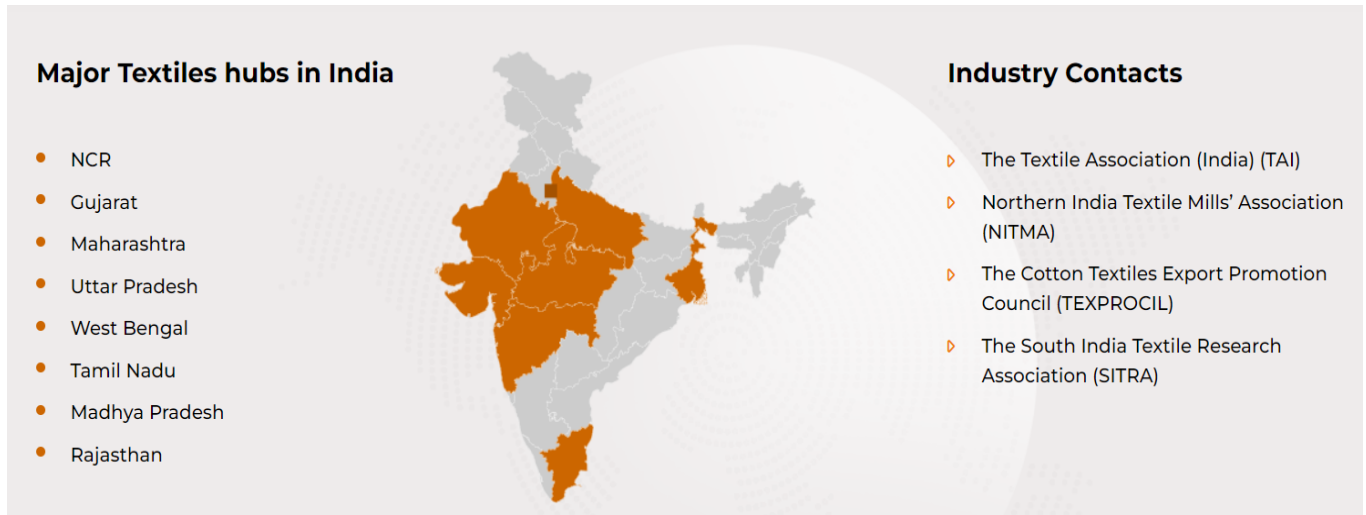 Major Textiles hubs in India
NCR
Gujarat
Maharashtra
Uttar Pradesh
West Bengal
Tamil Nadu
Madhya Pradesh
Rajasthan
Industry Contacts
The Textile Association (India) (TAI)
Northern India Textile Mills’ Association
(NITMA)
The Cotton Textiles Export Promotion
Council (TEXPROCIL)
The South India Textile Research
Association (SITRA)